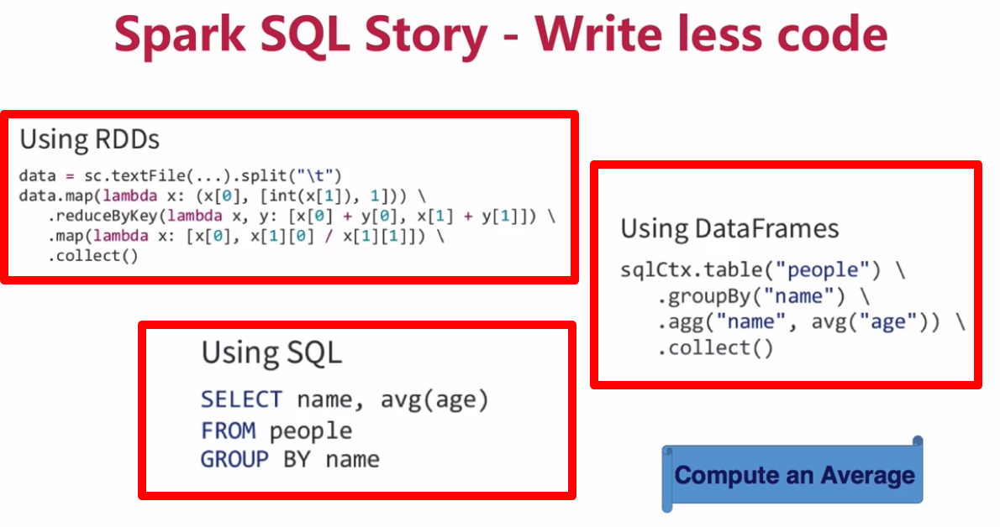 Spark SQL Story - Write less code
Using RDDs
data = sc.textFile(...).split("\t")
data.map(lambda x: (x[0], [int(x[1]), 1])) \
.reduceByKey(lambda x, y: [x[0] + y[0], x[1] + y[1]]) \
.map(lambda x: [x[0], x[1][0] / x[1][1]]) \
.collect()
Using DataFrames
sqlCtx.table("people") \
.groupBy("name") \
.agg("name", avg("age")) \
.collect()
Using SQL
SELECT name, avg(age)
FROM people
GROUP BY name
Compute an Average